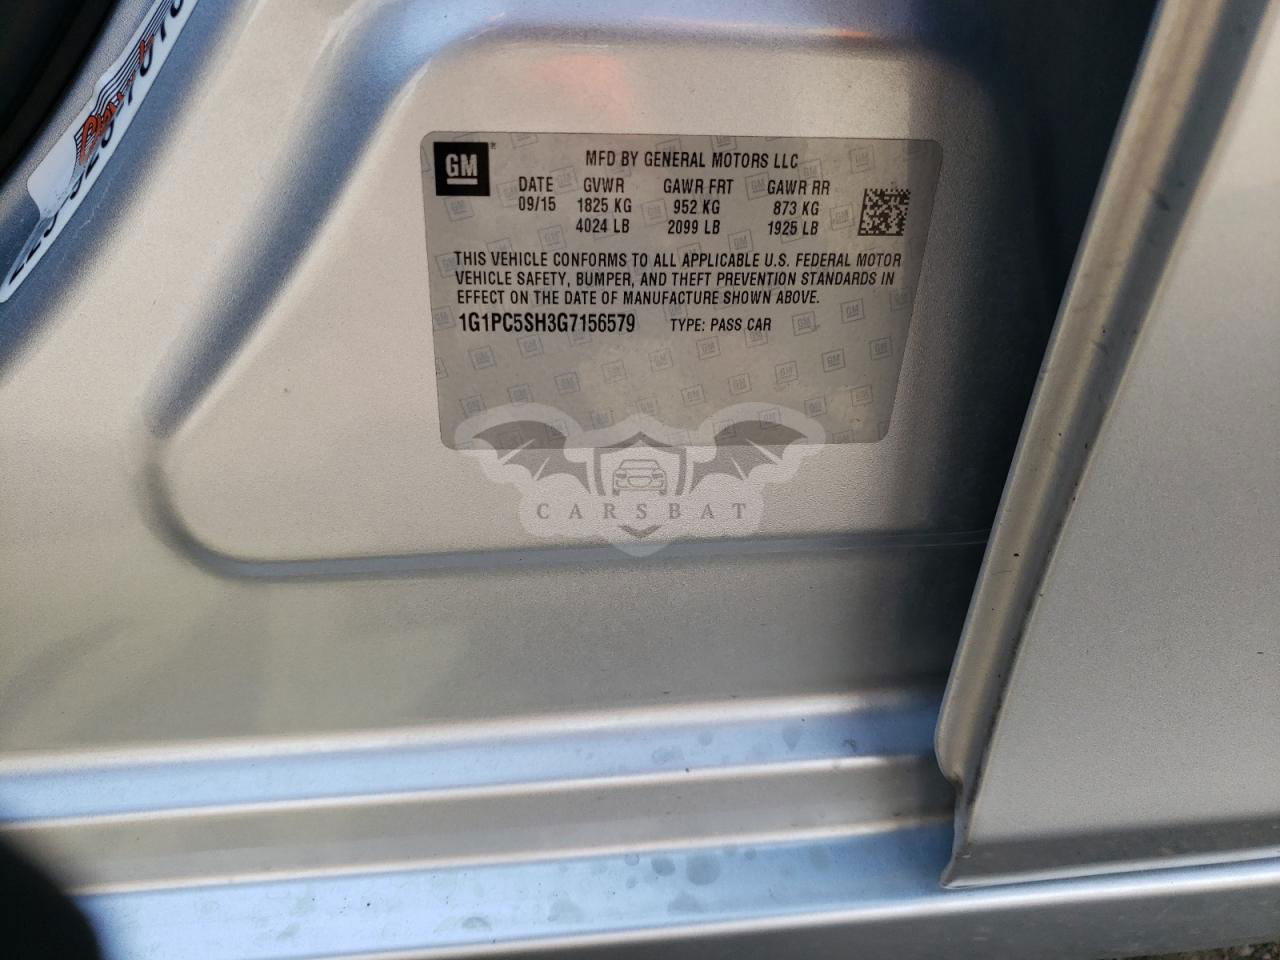 GM
MFD BY GENERAL MOTORS LLC
DATE GVWR GAWR FRT GAWR RR
09/15 1825 KG 952 KG 873 KG
4024 LB 2099 LB 1925 LB
THIS VEHICLE CONFORMS TO ALL APPLICABLE U.S. FEDERAL MOTOR
VEHICLE SAFETY, BUMPER, AND THEFT PREVENTION STANDARDS IN
EFFECT ON THE DATE OF MANUFACTURE SHOWN ABOVE.
1G1PC5SH3G7156579 TYPE: PASS CAR
CARSBAT